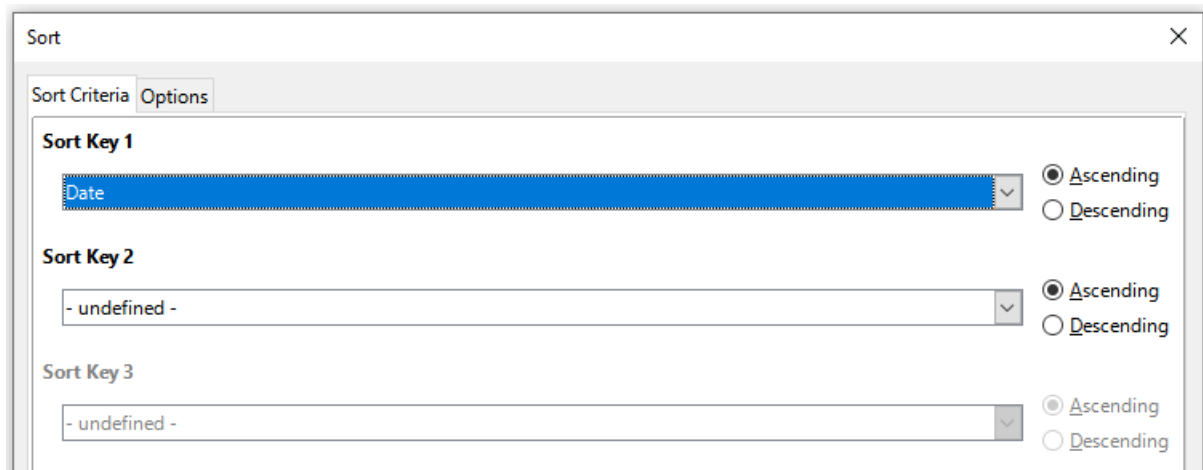 Sort
Sort Criteria Options
Sort Key 1
Date
Ascending
Descending
Sort Key 2
- undefined -
Ascending
Descending
Sort Key 3
- undefined -
Ascending
Descending